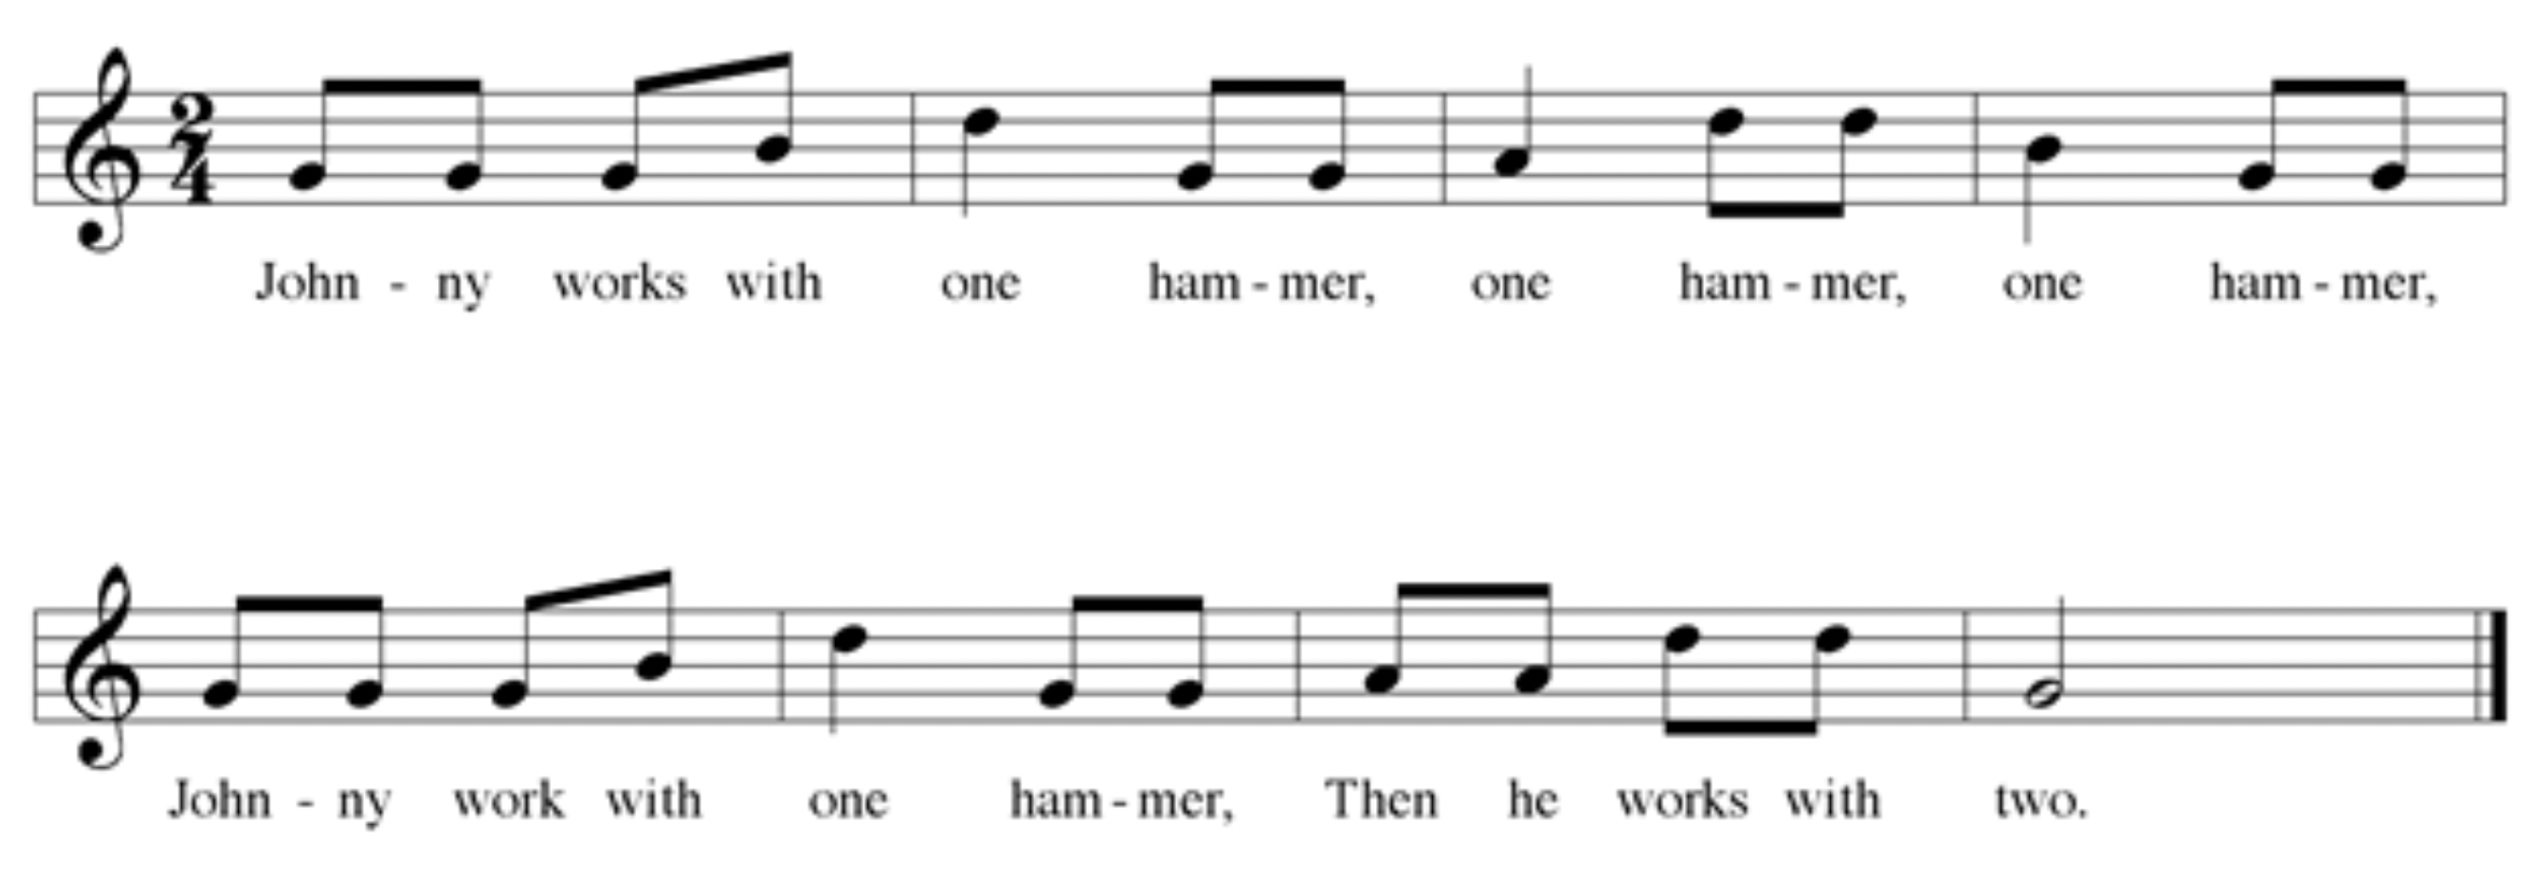 2
4
John - ny works with one ham - mer, one ham - mer, one ham - mer,
John - ny work with one ham - mer, Then he works with two.